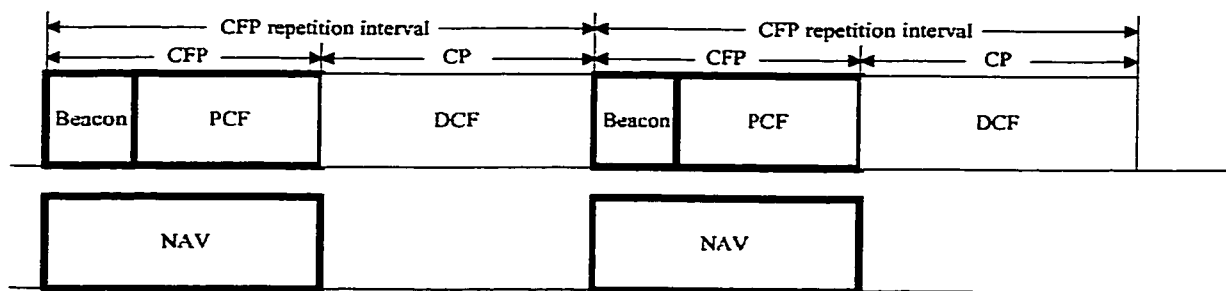 CFP repetition interval CFP repetition interval
CFP CP CFP CP
Beacon PCF DCF Beacon PCF DCF
NAV NAV